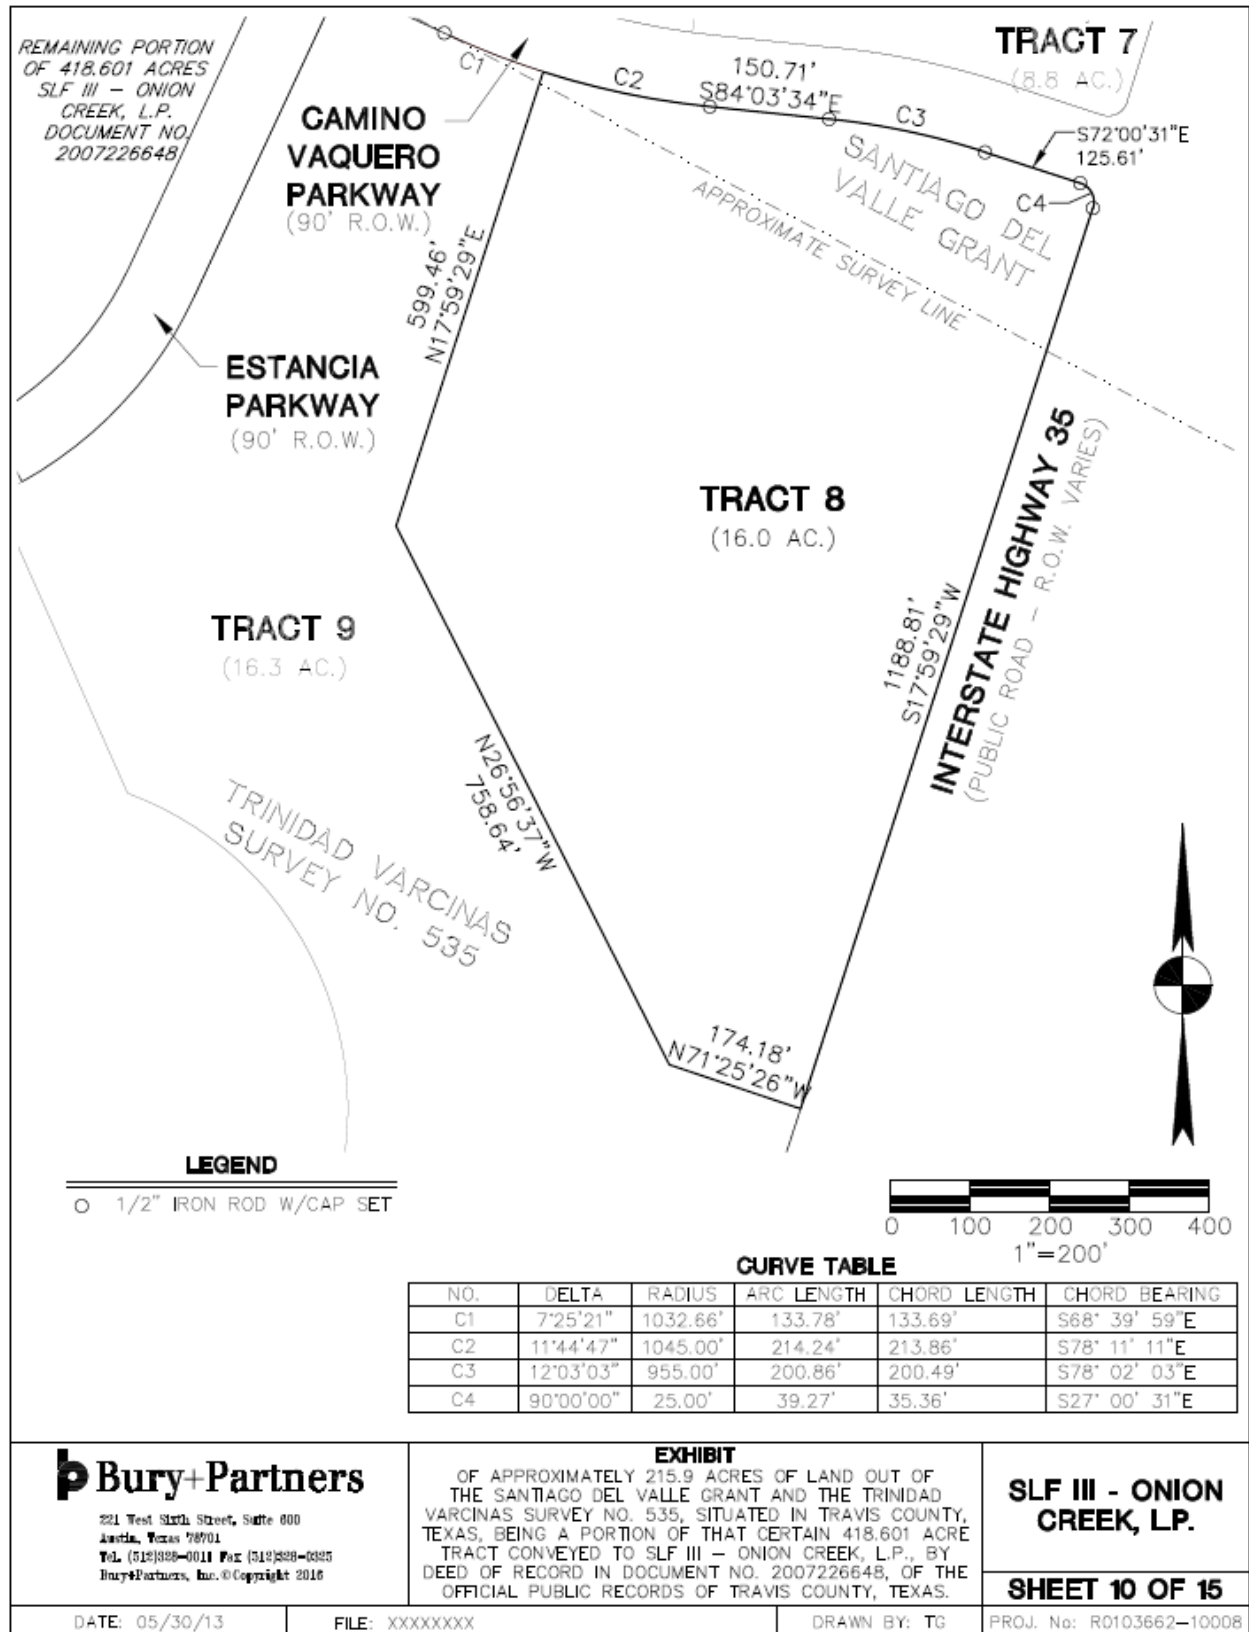 REMAINING PORTION
OF 418.601 ACRES
SLF III – ONION
CREEK, L.P.
DOCUMENT NO.
2007226648
C1
CAMINO
VAQUERO
PARKWAY
(90' R.O.W.)
C2
150.71'
S84°03'34"E
C3
TRACT 7
(8.8 AC.)
S72°00'31"E
125.61'
C4
SANTIAGO DEL
VALLE GRANT
APPROXIMATE SURVEY LINE
599.46'
N17°59'29"E
ESTANCIA
PARKWAY
(90' R.O.W.)
TRACT 8
(16.0 AC.)
INTERSTATE HIGHWAY 35
(PUBLIC ROAD – R.O.W. VARIES)
1188.81'
S17°59'29"W
TRACT 9
(16.3 AC.)
N26°56'37"W
758.64'
TRINIDAD VARCINAS
SURVEY NO. 535
174.18'
N71°25'26"W
LEGEND
1/2" IRON ROD W/CAP SET
0 100 200 300 400
1"=200'
CURVE TABLE
NO. DELTA RADIUS ARC LENGTH CHORD LENGTH CHORD BEARING
C1 7°25'21" 1032.66' 133.78' 133.69' S68° 39' 59"E
C2 11°44'47" 1045.00' 214.24' 213.86' S78° 11' 11"E
C3 12°03'03" 955.00' 200.86' 200.49' S78° 02' 03"E
C4 90°00'00" 25.00' 39.27' 35.36' S27° 00' 31"E
Bury+Partners
221 West Sixth Street, Suite 600
Austin, Texas 78701
Tel. (512)328-0011 Fax (512)328-0325
Bury+Partners, Inc. ©Copyright 2016
EXHIBIT
OF APPROXIMATELY 215.9 ACRES OF LAND OUT OF
THE SANTIAGO DEL VALLE GRANT AND THE TRINIDAD
VARCINAS SURVEY NO. 535, SITUATED IN TRAVIS COUNTY,
TEXAS, BEING A PORTION OF THAT CERTAIN 418.601 ACRE
TRACT CONVEYED TO SLF III – ONION CREEK, L.P., BY
DEED OF RECORD IN DOCUMENT NO. 2007226648, OF THE
OFFICIAL PUBLIC RECORDS OF TRAVIS COUNTY, TEXAS.
SLF III - ONION
CREEK, L.P.
SHEET 10 OF 15
DATE: 05/30/13 FILE: XXXXXXXX DRAWN BY: TG PROJ. No: R0103662–10008